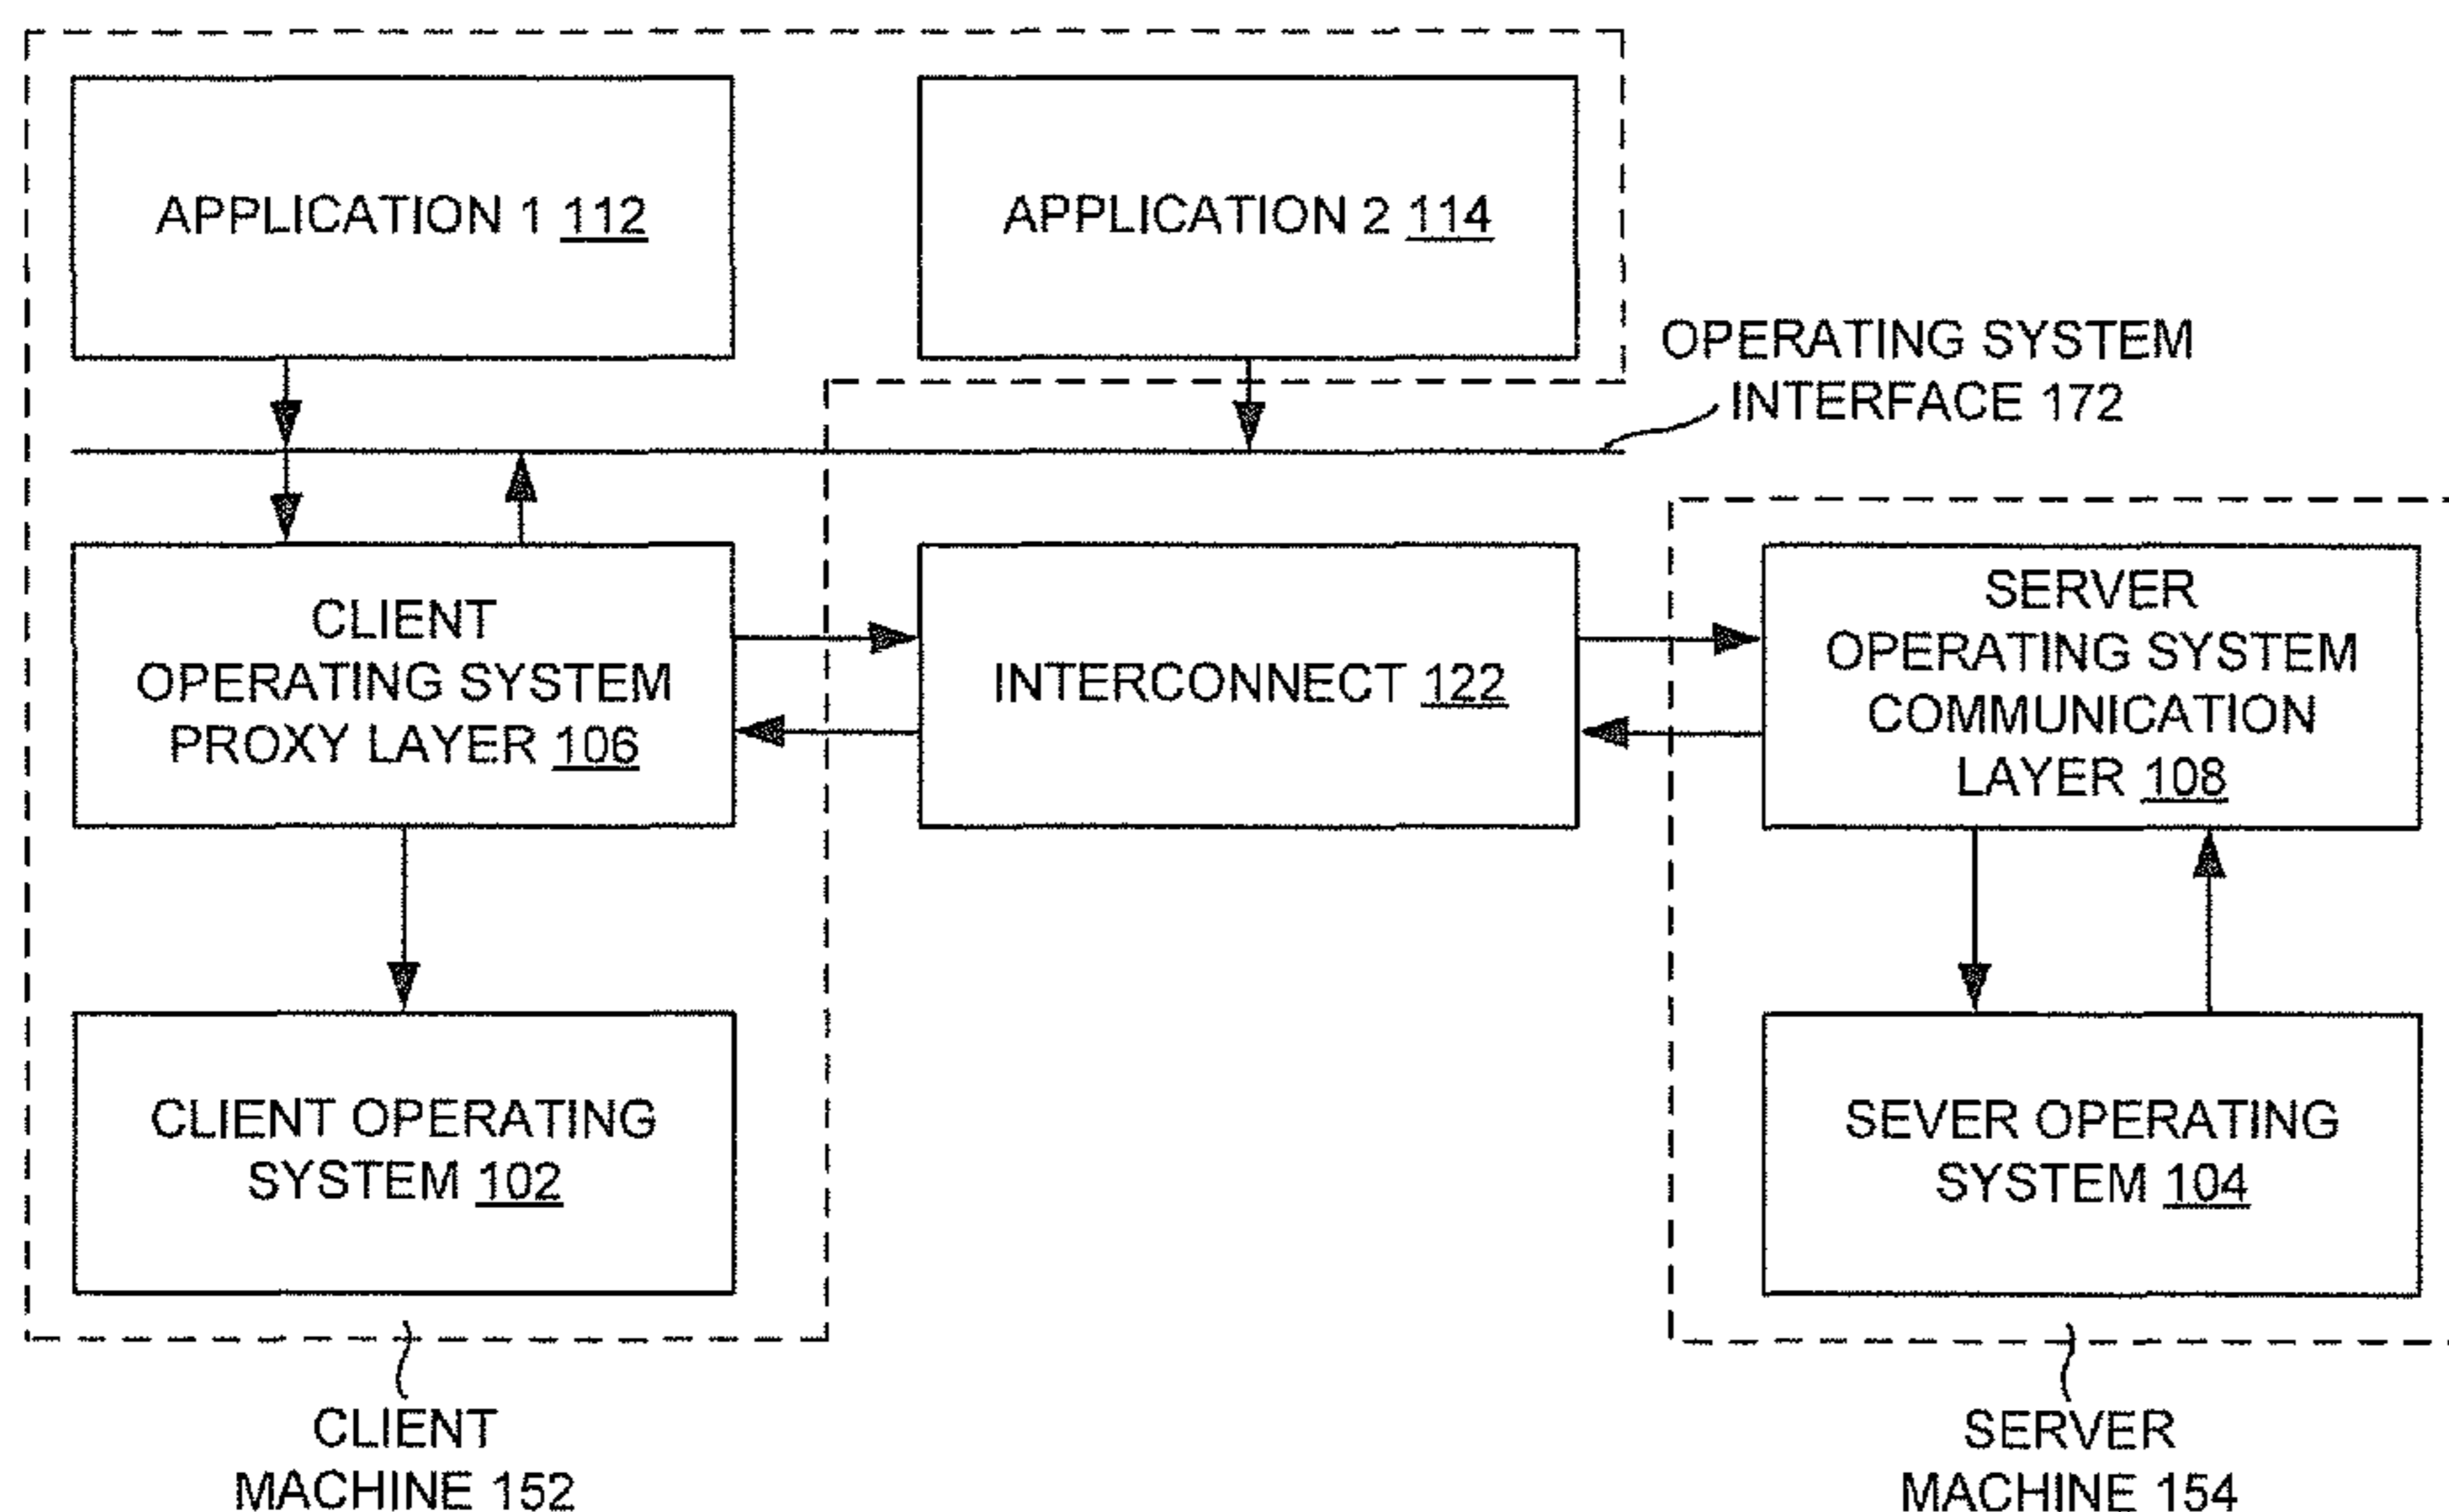 APPLICATION 1 112
APPLICATION 2 114
OPERATING SYSTEM
INTERFACE 172
CLIENT
OPERATING SYSTEM
PROXY LAYER 106
INTERCONNECT 122
SERVER
OPERATING SYSTEM
COMMUNICATION
LAYER 108
CLIENT OPERATING
SYSTEM 102
SEVER OPERATING
SYSTEM 104
CLIENT
MACHINE 152
SERVER
MACHINE 154